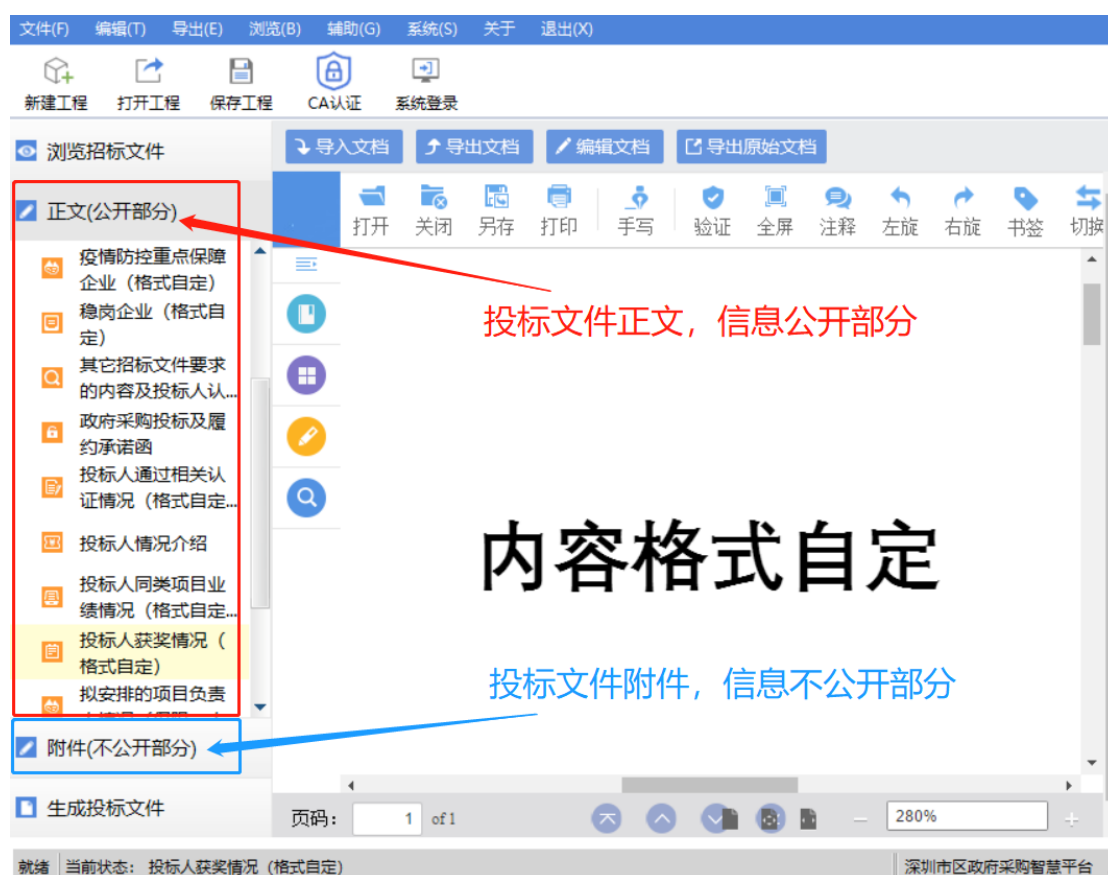 文件(F) 编辑(T) 导出(E) 浏览(B) 辅助(G) 系统(S) 关于 退出(X)
新建工程 打开工程 保存工程 CA认证 系统登录
浏览招标文件
导入文档 导出文档 编辑文档 导出原始文档
正文(公开部分)
打开 关闭 另存 打印 手写 验证 全屏 注释 左旋 右旋 书签 切换
疫情防控重点保障
企业（格式自定）
稳岗企业（格式自
定）
其它招标文件要求
的内容及投标人认...
政府采购投标及履
约承诺函
投标人通过相关认
证情况（格式自定...
投标人情况介绍
投标人同类项目业
绩情况（格式自定...
投标人获奖情况（
格式自定）
拟安排的项目负责
投标文件正文，信息公开部分
内容格式自定
投标文件附件，信息不公开部分
附件(不公开部分)
生成投标文件
页码： 1 of 1 280%
就绪 当前状态： 投标人获奖情况（格式自定） 深圳市区政府采购智慧平台